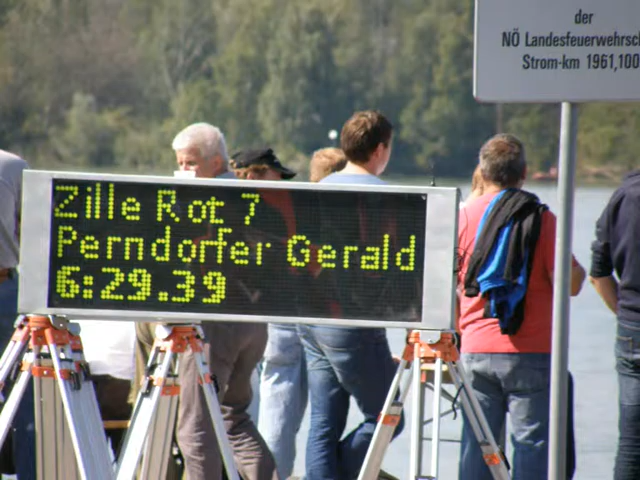 der
NÖ Landesfeuerwehrsch
Strom-km 1961,100
Zille Rot 7
Perndorfer Gerald
6:29.39